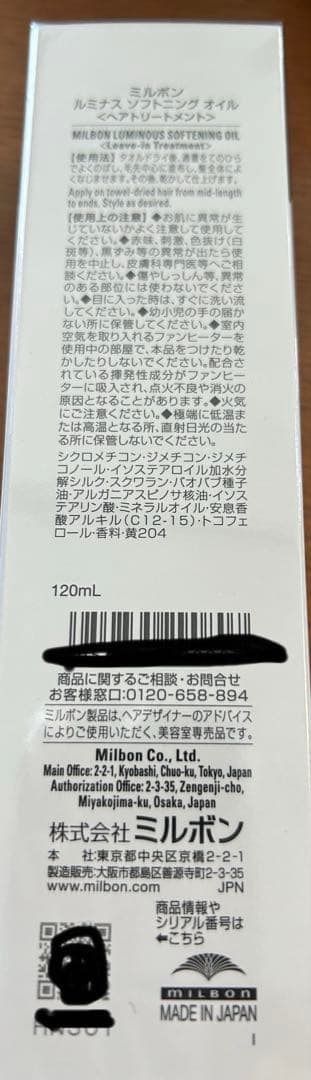 ミルボン
ルミナス ソフトニング オイル
<ヘアトリートメント>
MILBON LUMINOUS SOFTENING OIL
<Leave-in Treatment>
【使用法】タオルドライ後、適量をてのひら
でよくのばし、毛先中心に塗布し、髪全体に
なじませます。その後、乾かして仕上げます。
Apply on towel-dried hair from mid-length
to ends. Style as desired.
【使用上の注意】◆お肌に異常が生
じていないかよく注意して使用して
ください。◆赤味、刺激、色抜け(白
斑等)、黒ずみ等の異常が出たら使
用を中止し、皮膚科専門医等へご相
談ください。◆傷やしっしん等、異常
のある部位には使わないでくださ
い。◆目に入った時は、すぐに洗い流
してください。◆幼小児の手の届か
ない所に保管してください。◆室内
空気を取り入れるファンヒーターを
使用中の部屋で、本品をつけたり乾
かしたりしないでください。配合さ
れている揮発性成分がファンヒー
ターに吸入され、点火不良や消火の
原因となることがあります。◆火気
にご注意ください。◆極端に低温ま
たは高温となる所、直射日光の当た
る所に保管しないでください。
シクロメチコン・ジメチコン・ジメチ
コノール・イソステアロイル加水分
解シルク・スクワラン・バオバブ種子
油・アルガニアスピノサ核油・イソス
テアリン酸・ミネラルオイル・安息香
酸アルキル(C12-15)・トコフェ
ロール・香料・黄204
120mL
商品に関するご相談・お問合せ
お客様窓口:0120-658-894
ミルボン製品は、ヘアデザイナーのアドバイス
によりご使用いただく、美容室専売品です。
Milbon Co., Ltd.
Main Office: 2-2-1, Kyobashi, Chuo-ku, Tokyo, Japan
Authorization Office: 2-3-35, Zengenji-cho,
Miyakojima-ku, Osaka, Japan
株式会社 ミルボン
本 社:東京都中央区京橋2-2-1
製造販売:大阪市都島区善源寺町2-3-35
www.milbon.com JPN
商品情報や
シリアル番号は
⇐こちら
MILBON
MADE IN JAPAN
I